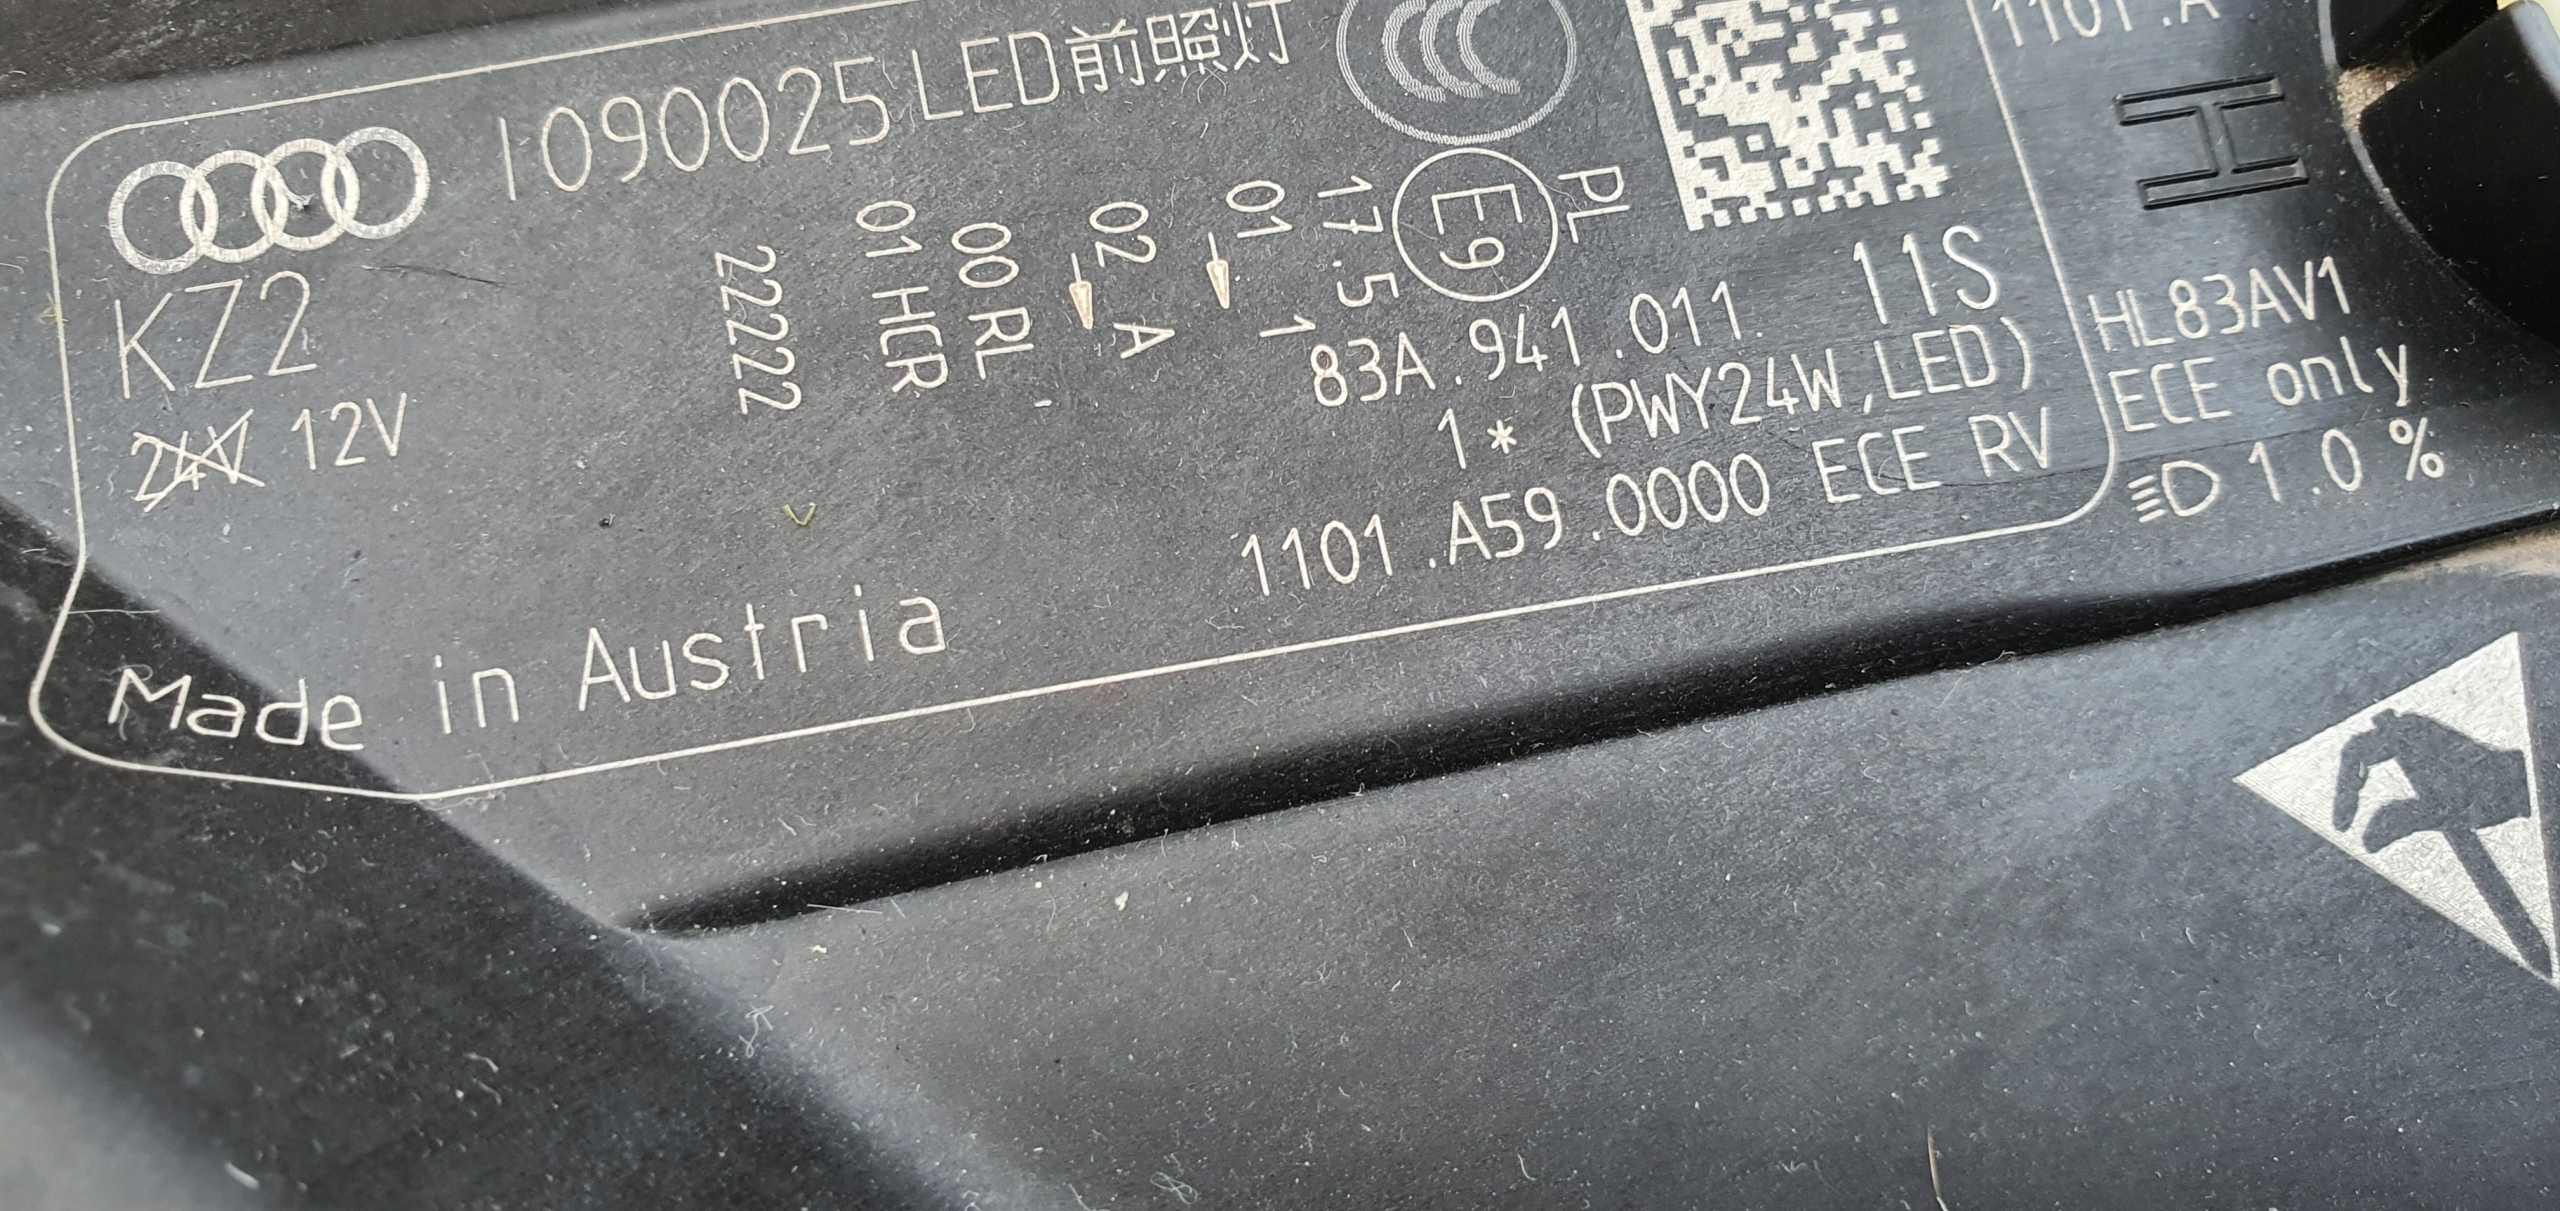 1090025 LED前照灯
KZ2
24V 12V
PL
E9
17.5 1
01
02 A
00 RL
01 HCR
22222
83A.941.011. 11S
1* (PWY24W,LED)
1101.A59.0000 ECE RV
Made in Austria
1101.A
H
HL83AV1
ECE only
1.0 %